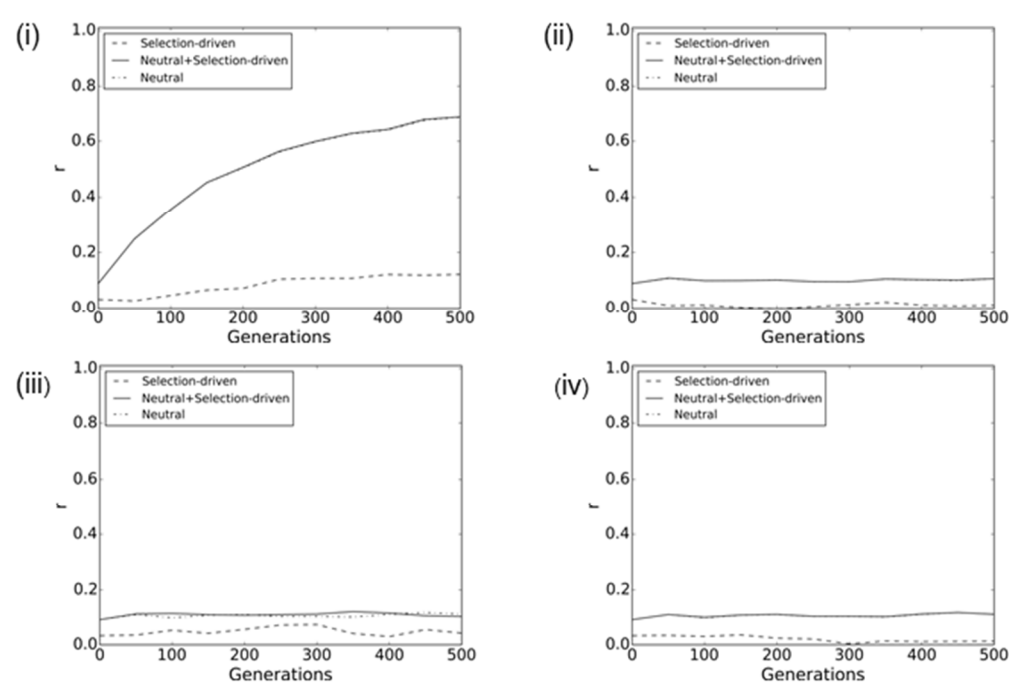 (i)
1.0
0.8
0.6
0.4
0.2
0.0
r
Selection-driven
Neutral+Selection-driven
Neutral
0 100 200 300 400 500
Generations
(ii)
1.0
0.8
0.6
0.4
0.2
0.0
r
Selection-driven
Neutral+Selection-driven
Neutral
0 100 200 300 400 500
Generations
(iii)
1.0
0.8
0.6
0.4
0.2
0.0
r
Selection-driven
Neutral+Selection-driven
Neutral
0 100 200 300 400 500
Generations
(iv)
1.0
0.8
0.6
0.4
0.2
0.0
r
Selection-driven
Neutral+Selection-driven
Neutral
0 100 200 300 400 500
Generations